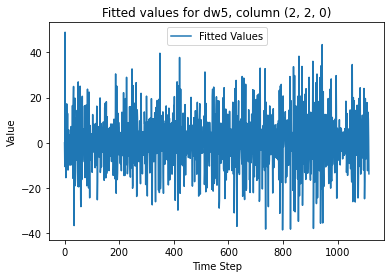 Fitted values for dw5, column (2, 2, 0)
Fitted Values
Value
40
20
0
−20
−40
0 200 400 600 800 1000
Time Step